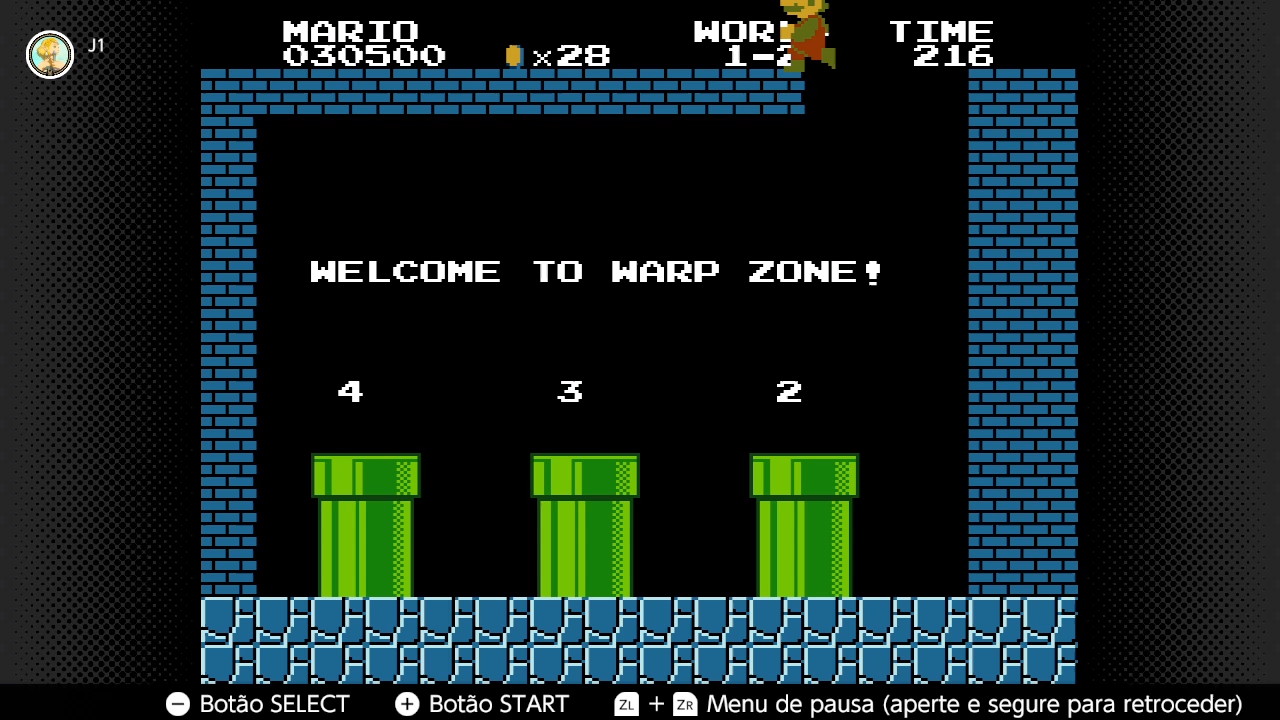 J1
MARIO WOR TIME
030500 ×28 1-2 216
WELCOME TO WARP ZONE!
4 3 2
− Botão SELECT + Botão START ZL + ZR Menu de pausa (aperte e segure para retroceder)